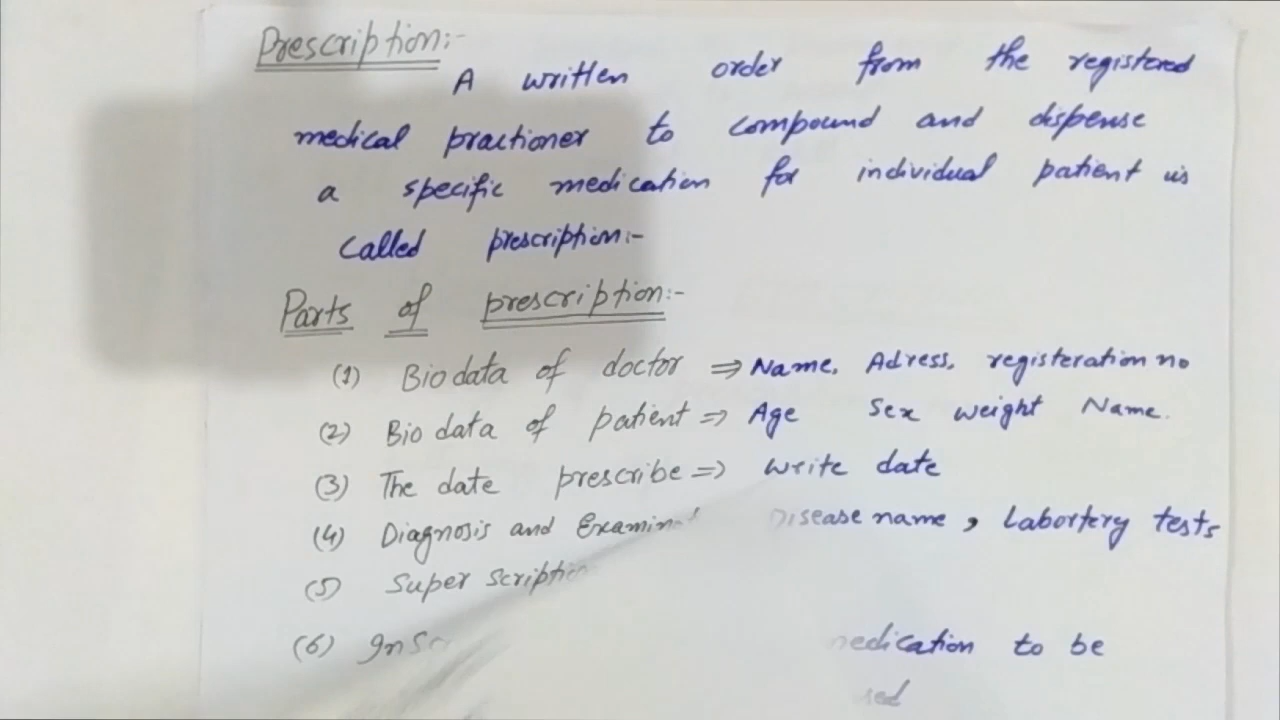 Prescription:-
A written order from the registered
medical practioner to compound and dispense
a specific medication for individual patient is
called prescription:-
Parts of prescription:-
(1) Bio data of doctor ⇒ Name, Adress, registeration no
(2) Bio data of patient ⇒ Age Sex weight Name.
(3) The date prescribe ⇒ write date
(4) Diagnosis and Disease name, Labortery tests
(5) Super
(6) to be